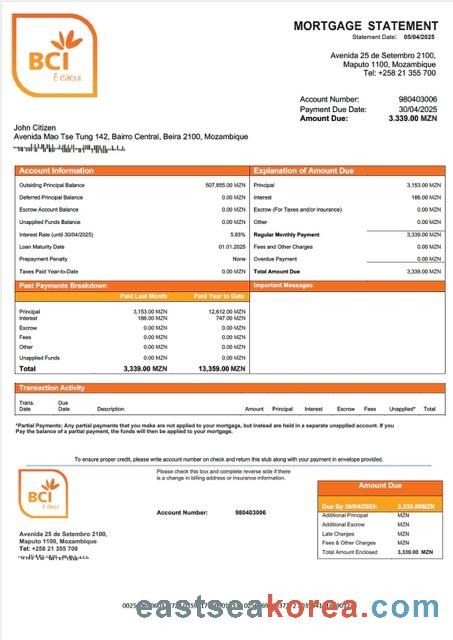 BCI
É daqui.
MORTGAGE STATEMENT
Statement Date: 05/04/2025
Avenida 25 de Setembro 2100,
Maputo 1100, Mozambique
Tel: +258 21 355 700
Account Number: 980403006
Payment Due Date: 30/04/2025
Amount Due: 3.339.00 MZN
John Citizen
Avenida Mao Tse Tung 142, Bairro Central, Beira 2100, Mozambique
Account Information
Outsiding Principal Balance 507,855.00 MZN
Deferred Principal Balance 0.00 MZN
Escrow Account Balance 0.00 MZN
Unapplied Funds Balance 0.00 MZN
Interest Rate (until 30/04/2025) 5.93%
Loan Maturity Date 01.01.2025
Prepayment Penalty None
Taxes Paid Year-to-Date 0.00 MZN
Explanation of Amount Due
Principal 3,153.00 MZN
Interest 186.00 MZN
Escrow (For Taxes and/or insurance) 0.00 MZN
Other 0.00 MZN
Regular Monthly Payment 3,339.00 MZN
Fees and Other Charges 0.00 MZN
Overdue Payment 0.00 MZN
Total Amount Due 3,339.00 MZN
Past Payments Breakdown
Paid Last Month Paid Year to Date
Principal 3,153.00 MZN 12,612.00 MZN
Interest 186.00 MZN 747.00 MZN
Escrow 0.00 MZN 0.00 MZN
Fees 0.00 MZN 0.00 MZN
Other 0.00 MZN 0.00 MZN
Unapplied Funds 0.00 MZN 0.00 MZN
Total 3,339.00 MZN 13,359.00 MZN
Important Messages
Transaction Activity
Trans. Date Due Date Description Amount Principal Interest Escrow Fees Unapplied* Total
*Partial Payments: Any partial payments that you make are not applied to your mortgage, but instead are held in a separate unapplied account. If you
Pay the balance of a partial payment, the funds will then be applied to your mortgage.
To ensure proper credit, please write account number on check and return this stub along with your payment in envelope provided.
BCI
É daqui.
Please check this box and complete reverse side if there
is a change in billing address or insurance information.
Account Number: 980403006
Avenida 25 de Setembro 2100,
Maputo 1100, Mozambique
Tel: +258 21 355 700
Amount Due
Due By 30/04/2025: 3,339.00MZN
Additional Principal MZN
Additional Escrow MZN
Late Charges MZN
Fees & Other Charges MZN
Total Amount Enclosed 3,339.00 MZN
eastseakorea.com